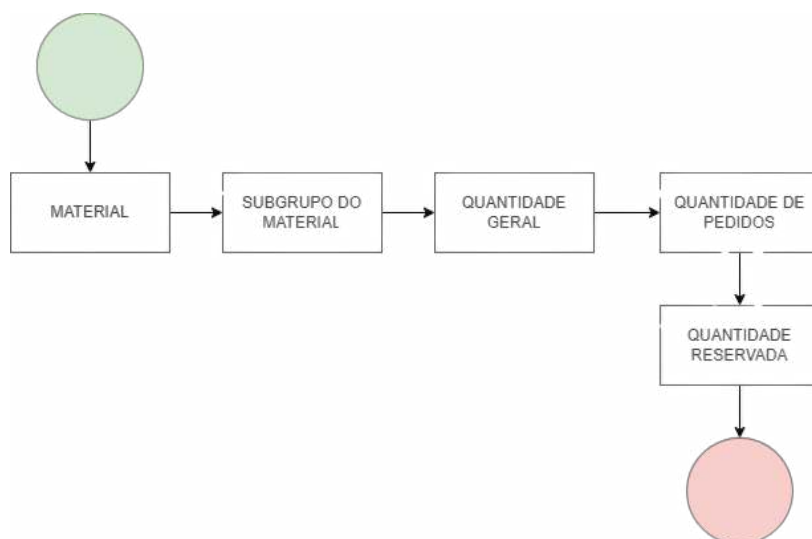 MATERIAL
SUBGRUPO DO
MATERIAL
QUANTIDADE
GERAL
QUANTIDADE DE
PEDIDOS
QUANTIDADE
RESERVADA